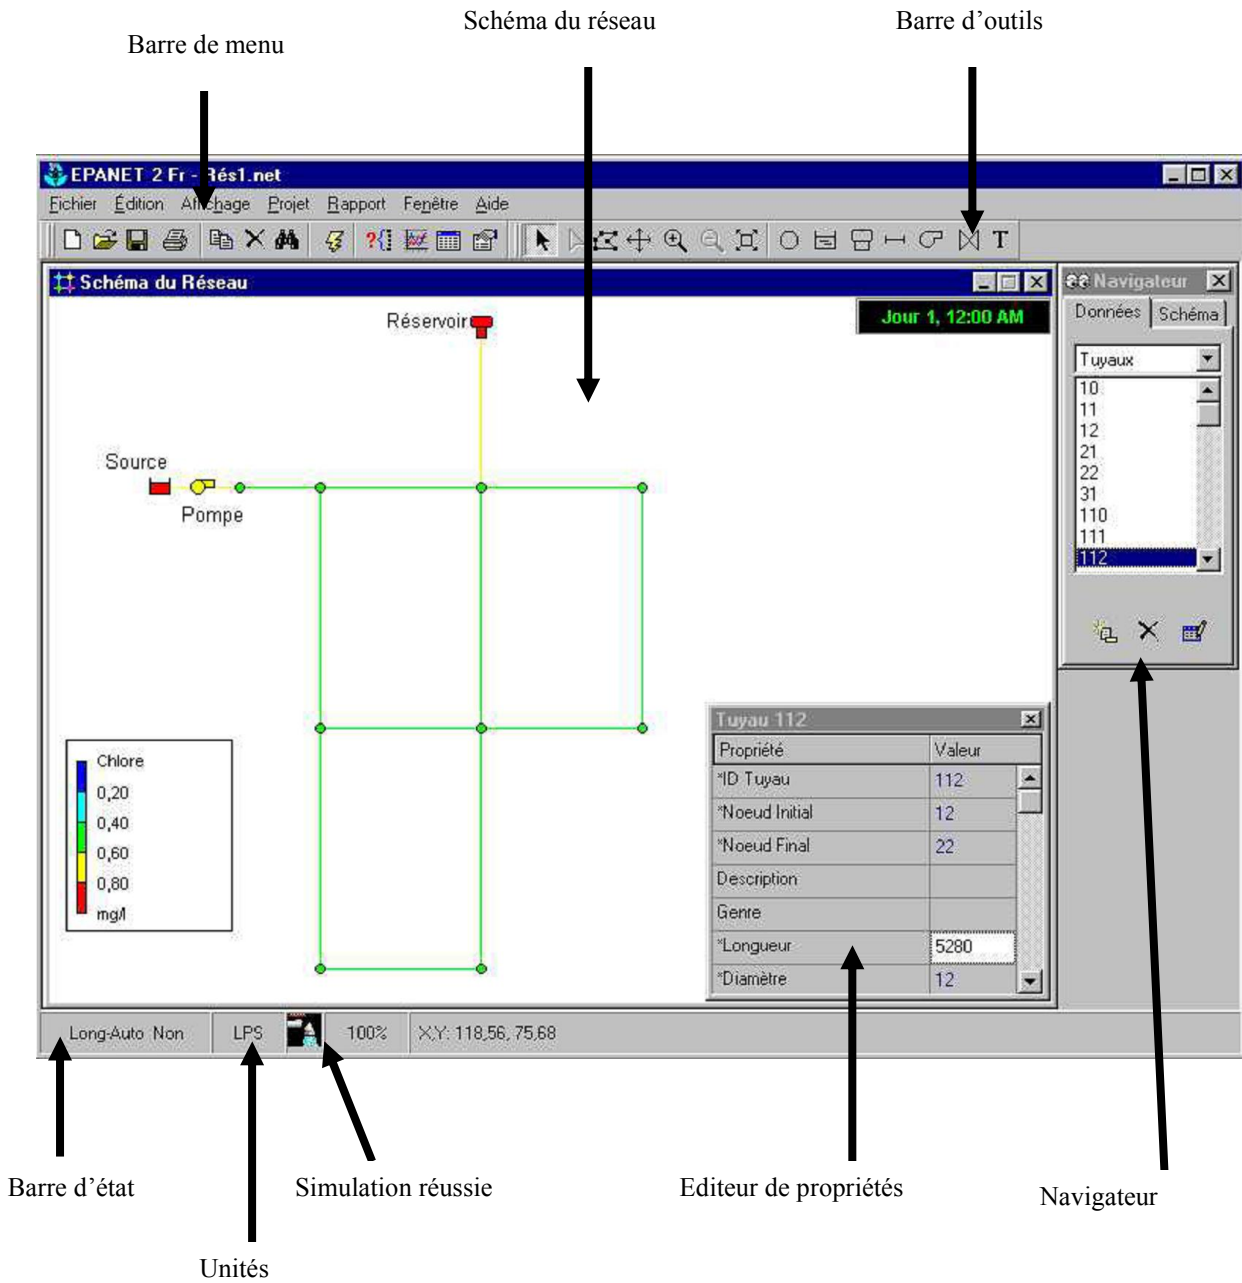 Schéma du réseau
Barre d’outils
Barre de menu
EPANET 2 Fr - Rés1.net
Fichier Édition Affichage Projet Rapport Fenêtre Aide
T
Schéma du Réseau
Navigateur
Données Schéma
Jour 1, 12:00 AM
Réservoir
Tuyaux
10
11
12
21
22
31
110
111
112
Source
Pompe
Tuyau 112
Propriété Valeur
*ID Tuyau 112
*Noeud Initial 12
*Noeud Final 22
Description
Genre
*Longueur 5280
*Diamètre 12
Chlore
0,20
0,40
0,60
0,80
mg/l
Long-Auto Non LPS 100% X,Y: 118,56, 75,68
Barre d’état
Simulation réussie
Editeur de propriétés
Navigateur
Unités